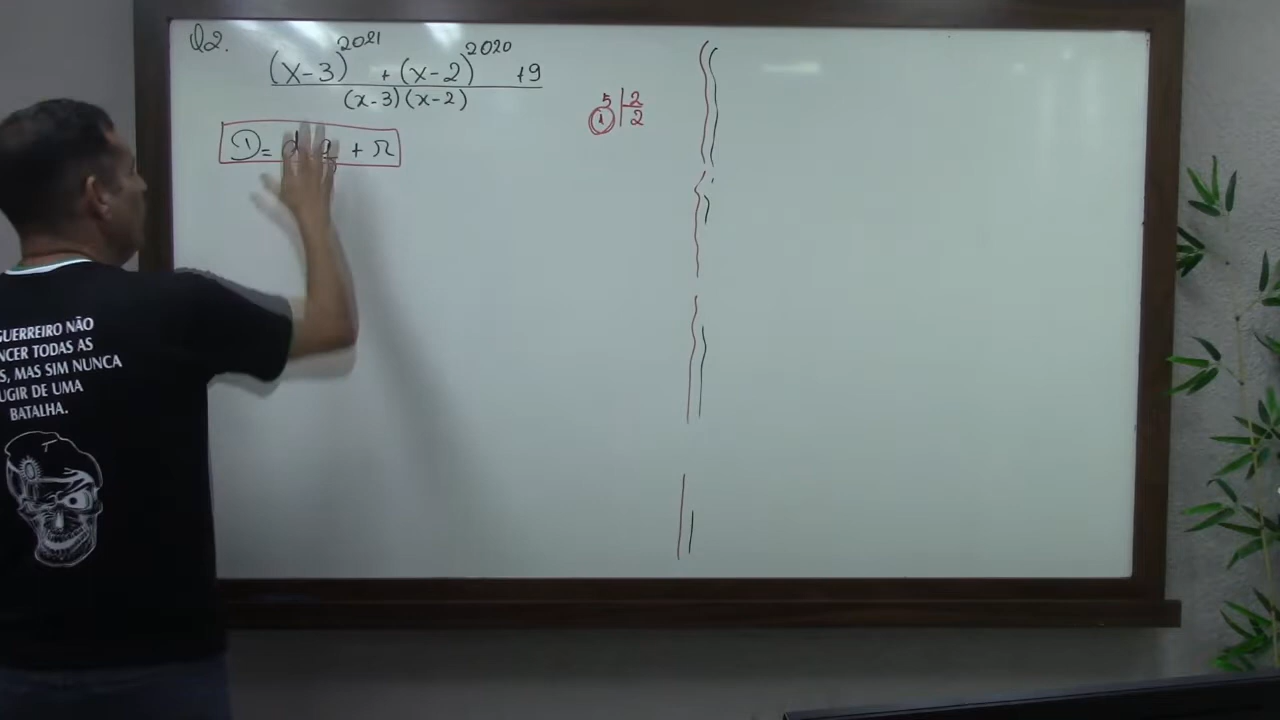 Q2.
(x-3)^2021 + (x-2)^2020 +9
(x-3)(x-2)
5 | 2
1 | 2
D= d q + r
GUERREIRO NÃO
NCER TODAS AS
S, MAS SIM NUNCA
UGIR DE UMA
BATALHA.